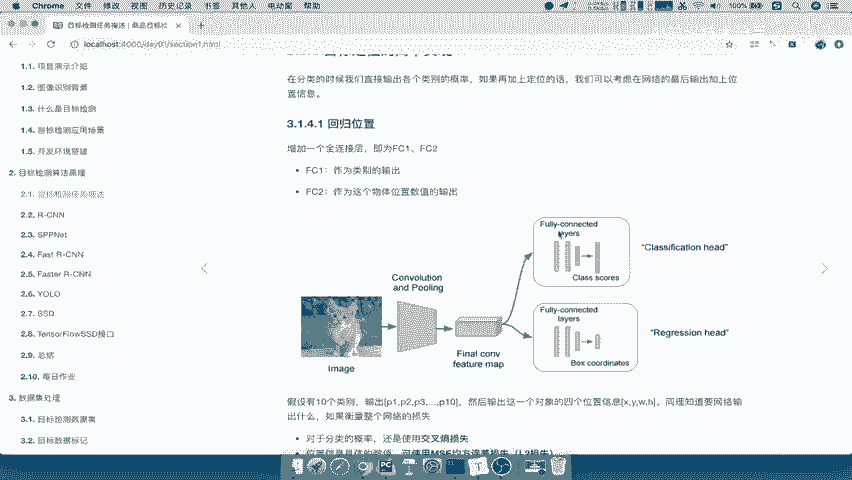 Chrome 文件 修改 视图 历史记录 书签 其他人 电动窗 帮助
100%
目标检测任务描述 | 商品目标检
localhost:4000/day01/section1.html
1.1. 项目演示介绍
1.2. 图像识别背景
1.3. 什么是目标检测
1.4. 目标检测应用场景
1.5. 开发环境搭建
2. 目标检测算法原理
2.1. 目标检测任务描述
2.2. R-CNN
2.3. SPPNet
2.4. Fast R-CNN
2.5. Faster R-CNN
2.6. YOLO
2.7. SSD
2.8. TensorFlowSSD接口
2.9. 总结
2.10. 每日作业
3. 数据集处理
3.1. 目标检测数据集
3.2. 目标数据标记
在分类的时候我们直接输出各个类别的概率，如果再加上定位的话，我们可以考虑在网络的最后输出加上位
置信息。
3.1.4.1 回归位置
增加一个全连接层，即为FC1、FC2
• FC1：作为类别的输出
• FC2：作为这个物体位置数值的输出
Fully-connected
layers
Class scores
"Classification head"
Convolution
and Pooling
Fully-connected
layers
Box coordinates
"Regression head"
Image
Final conv
feature map
假设有10个类别，输出[p1,p2,p3,...,p10]，然后输出这一个对象的四个位置信息[x,y,w,h]。同理知道要网络输
出什么，如果衡量整个网络的损失
• 对于分类的概率，还是使用交叉熵损失
• 位置信息具体的数值，可使用MSE均方误差损失（L2损失）